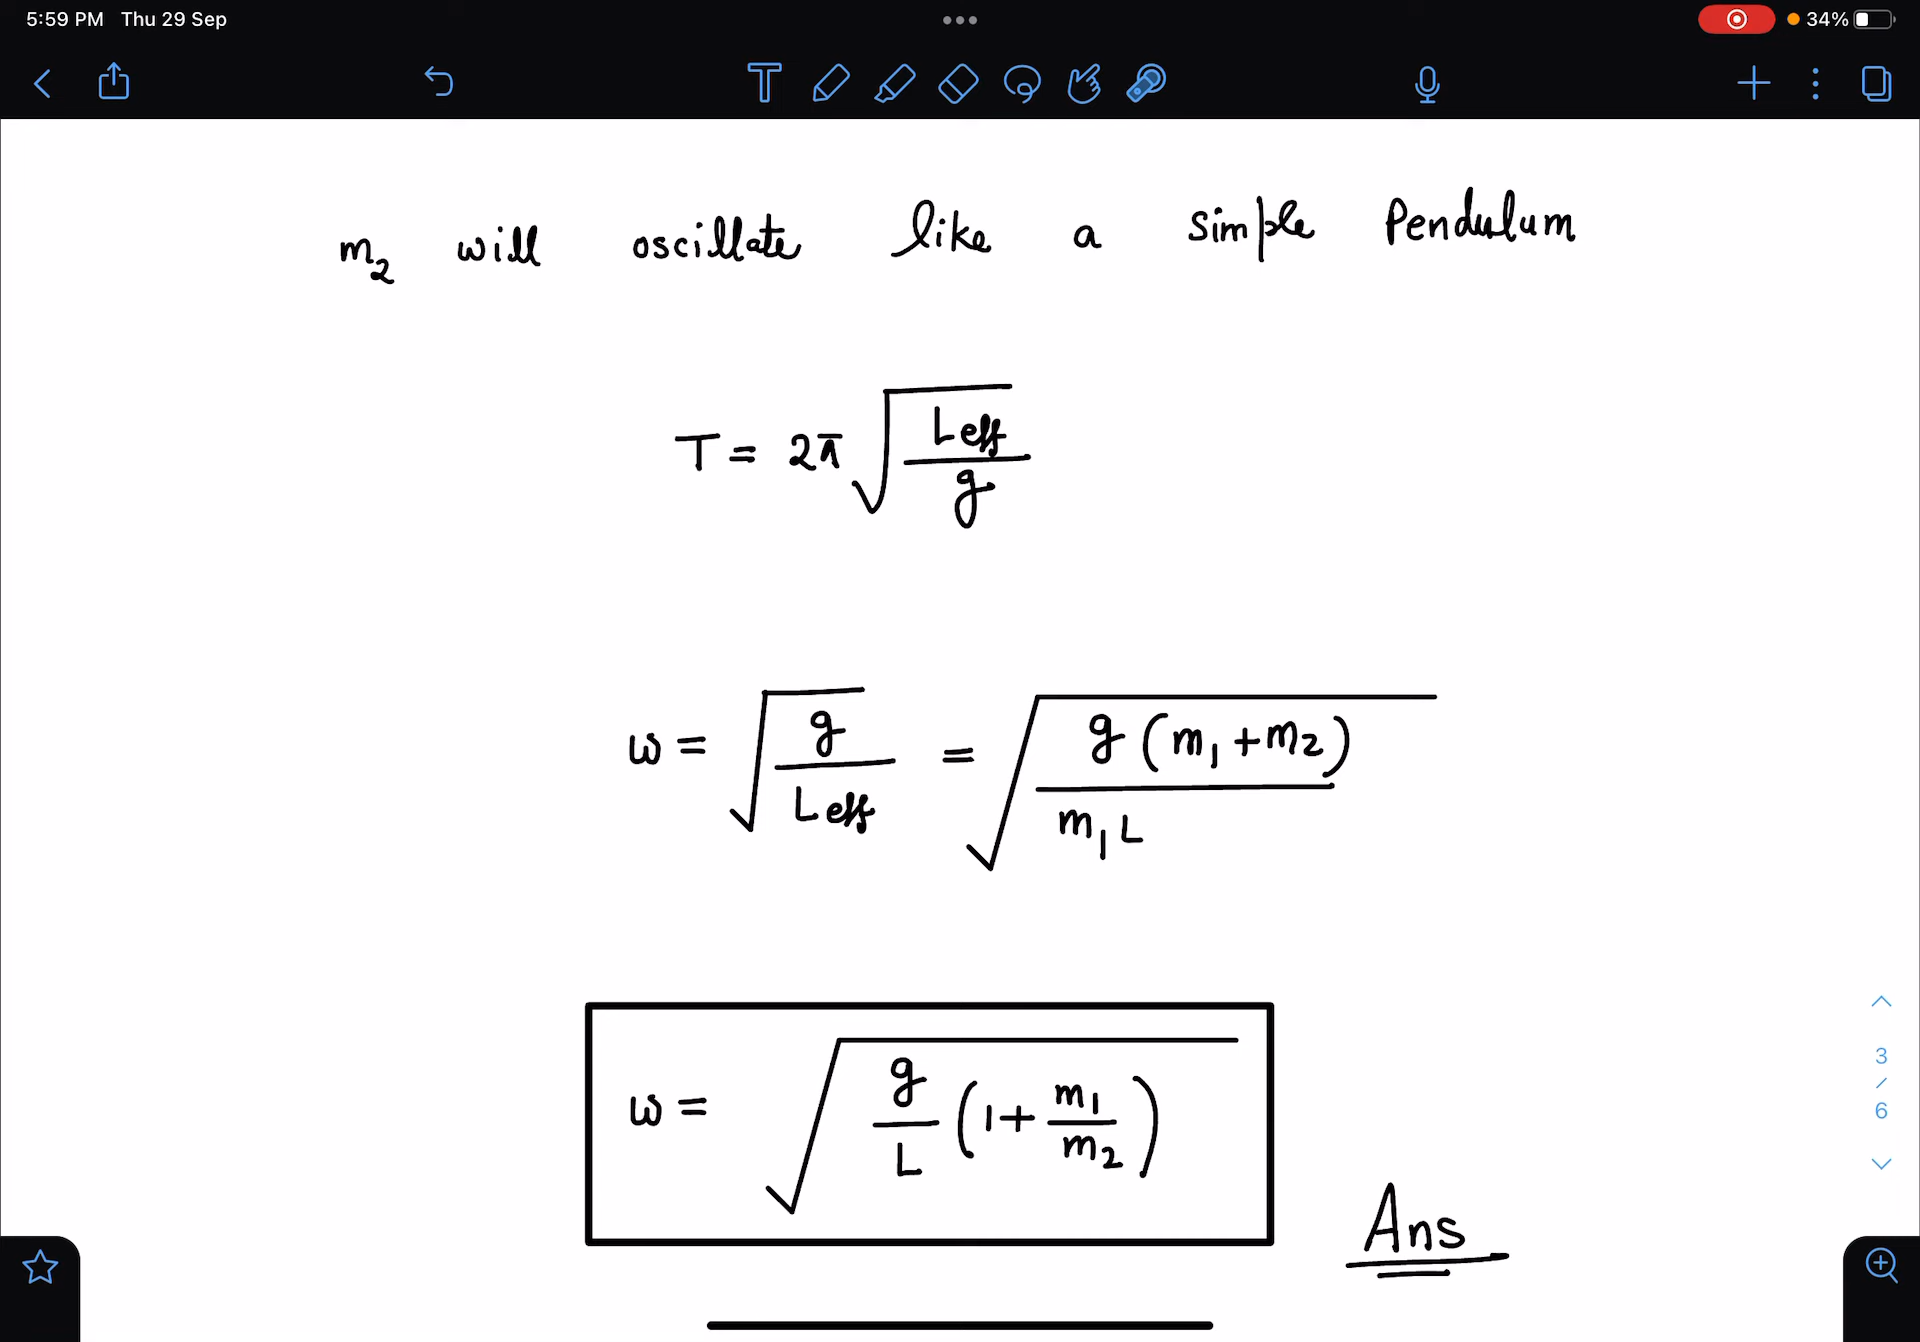 5:59 PM Thu 29 Sep
34%
m₂ will oscillate like a simple Pendulum
T = 2π √(Leff / g)
ω = √(g / Leff) = √(g (m₁ + m₂) / m₁ L)
ω = √(g / L (1 + m₁ / m₂))
3 / 6
Ans